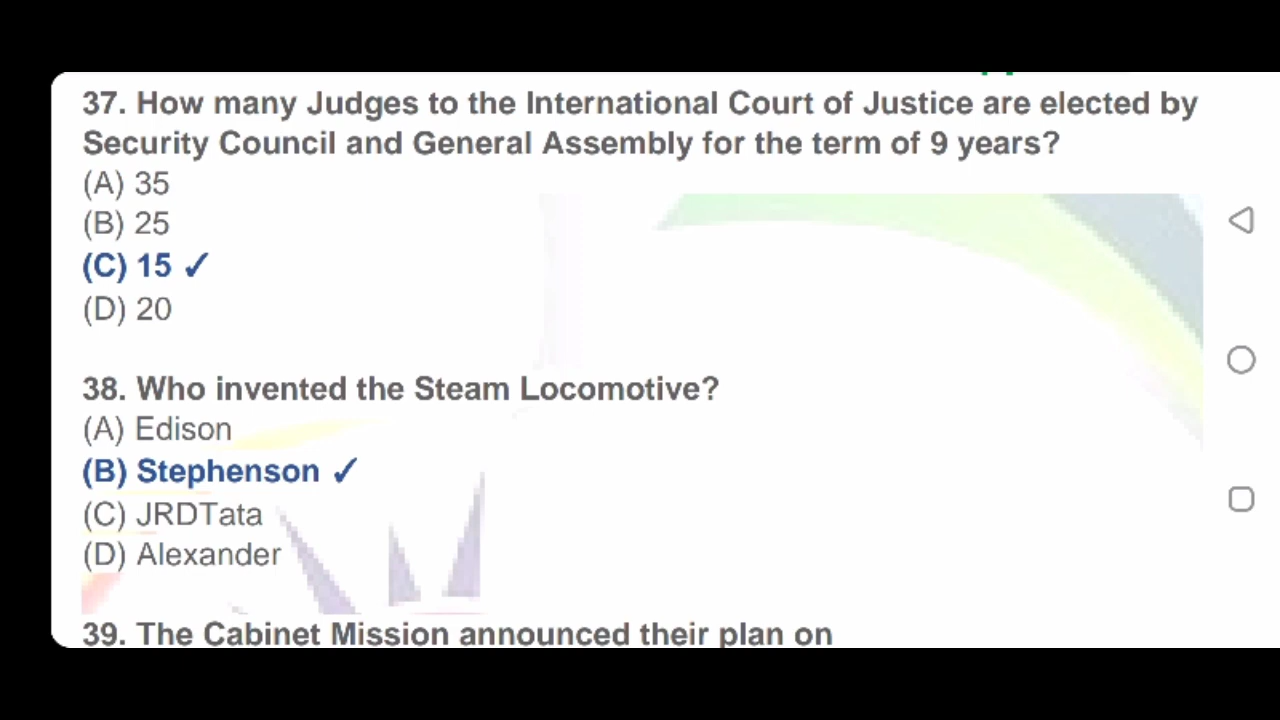 37. How many Judges to the International Court of Justice are elected by
Security Council and General Assembly for the term of 9 years?
(A) 35
(B) 25
(C) 15 ✓
(D) 20
38. Who invented the Steam Locomotive?
(A) Edison
(B) Stephenson ✓
(C) JRDTata
(D) Alexander
39. The Cabinet Mission announced their plan on